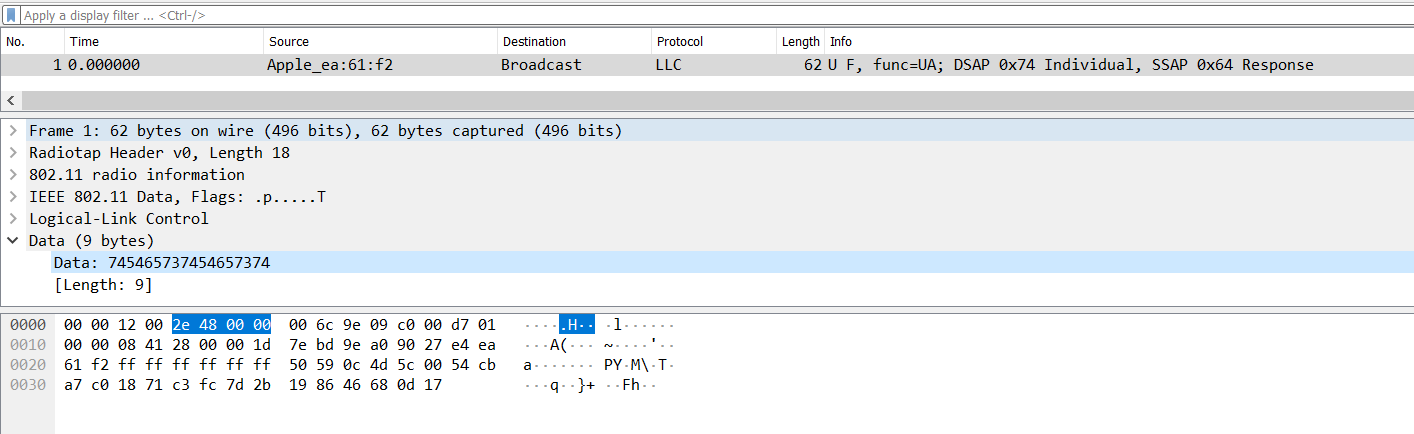 Apply a display filter ... <Ctrl-/>
No. Time Source Destination Protocol Length Info
1 0.000000 Apple_ea:61:f2 Broadcast LLC 62 U F, func=UA; DSAP 0x74 Individual, SSAP 0x64 Response
Frame 1: 62 bytes on wire (496 bits), 62 bytes captured (496 bits)
Radiotap Header v0, Length 18
802.11 radio information
IEEE 802.11 Data, Flags: .p.....T
Logical-Link Control
Data (9 bytes)
Data: 745465737454657374
[Length: 9]
0000 00 00 12 00 2e 48 00 00 00 6c 9e 09 c0 00 d7 01 ·····.H·· ·l······
0010 00 00 08 41 28 00 00 1d 7e bd 9e a0 90 27 e4 ea ···A(··· ~····'··
0020 61 f2 ff ff ff ff ff ff 50 59 0c 4d 5c 00 54 cb a······· PY·M\·T·
0030 a7 c0 18 71 c3 fc 7d 2b 19 86 46 68 0d 17 ···q··}+ ··Fh··